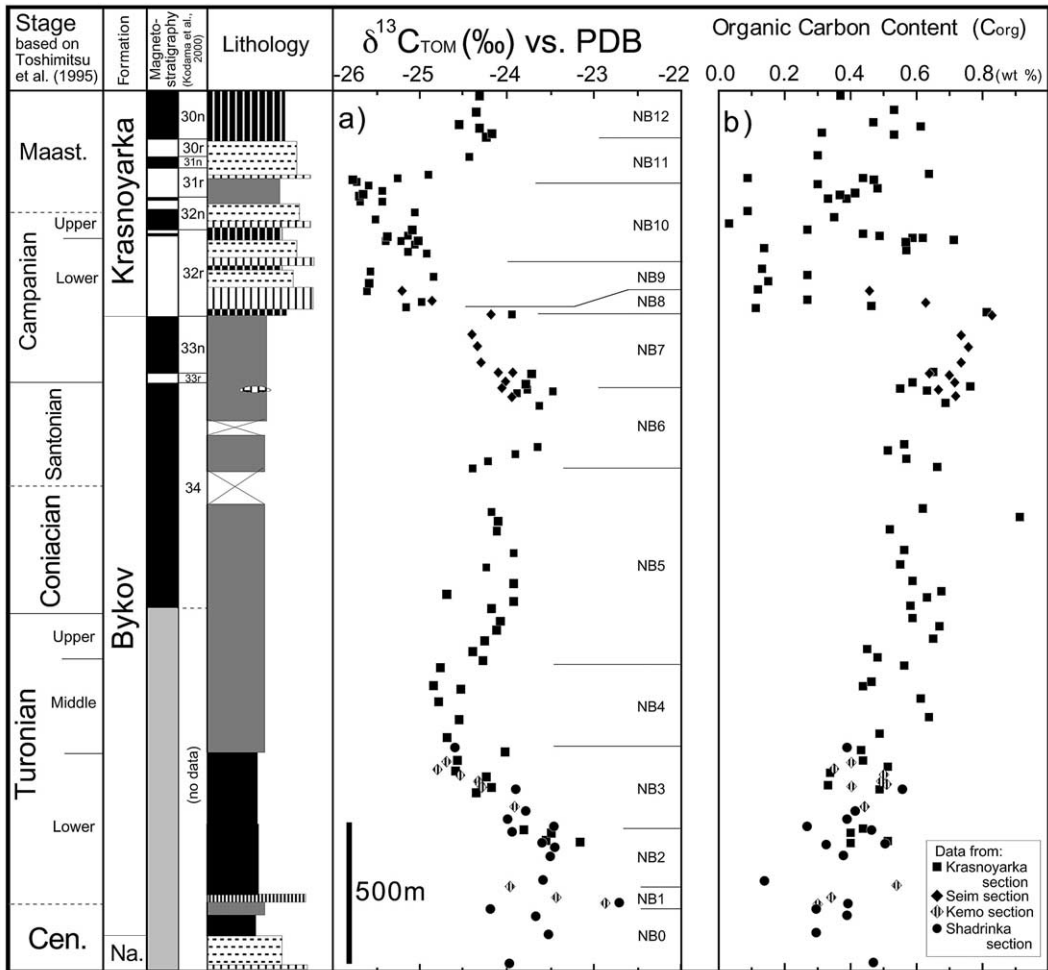 Stage
based on
Toshimitsu
et al. (1995)
Formation
Magneto-
stratigraphy
(Kodama et al.,
2000)
Lithology
δ13CTOM (‰) vs. PDB
-26 -25 -24 -23 -22
Organic Carbon Content (Corg)
0.0 0.2 0.4 0.6 0.8 (wt %)
a)
b)
Maast.
Campanian
Upper
Lower
Santonian
Coniacian
Turonian
Upper
Middle
Lower
Cen.
Krasnoyarka
Bykov
Na.
30n
30r
31n
31r
32n
32r
33n
33r
34
(no data)
NB12
NB11
NB10
NB9
NB8
NB7
NB6
NB5
NB4
NB3
NB2
NB1
NB0
500m
Data from:
Krasnoyarka
section
Seim section
Kemo section
Shadrinka
section